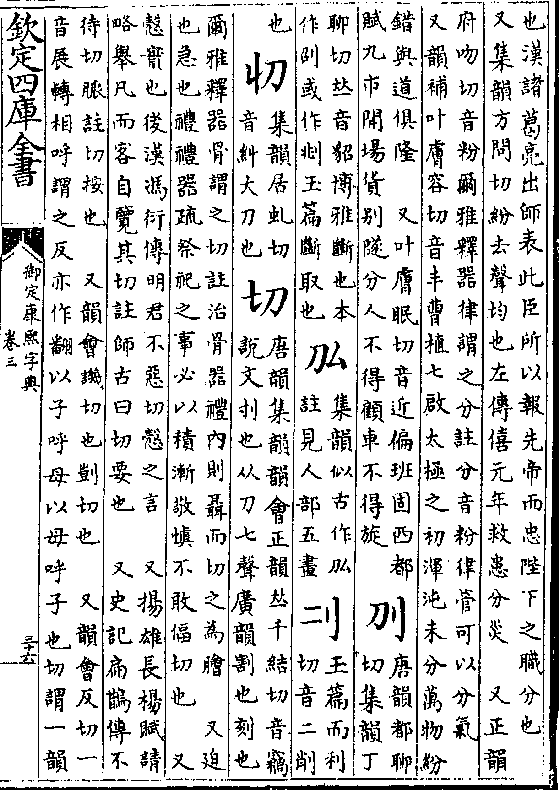 也漢諸葛亮出師表此臣所以報先帝而忠陛下之職分也
又集韻方問切紛去聲均也左傳僖元年救患分災 又正韻
府吻切音粉爾雅釋器律謂之分註分音粉律管可以分氣
又韻補叶膚容切音丰曹植七啟太極之初渾沌未分萬物紛
錯與道俱隆 又叶膚眠切音近偏班固西都
賦九市開場貨别隧分人不得顧車不得旋
唐韻都聊
切集韻丁
聊切𠀤音貂博雅斷也本
作或作玉篇斷取也
集韻似古作
註見人部五畫
玉篇而利
切音二削
也
集韻居虬切
音糾大刀也
切
唐韻集韻韻會正韻𠀤千結切音竊
說文刌也从刀七聲廣韻割也刻也
爾雅釋器骨謂之切註治骨器禮內則聶而切之為膾 又迫
也急也禮禮器疏祭祀之事必以積漸敬慎不敢偪切也 又
慤實也後漢馮衍傳明君不惡切慤之言 又揚雄長楊賦請
略舉凡而客自覽其切註師古曰切要也 又史記扁鵲傳不
待切脈註切按也 又韻會譏切也剴切也 又韻會反切一
音展轉相呼謂之反亦作翻以子呼母以母呼子也切謂一韻
欽定四庫全書
御定康熙字典
卷三
三十六